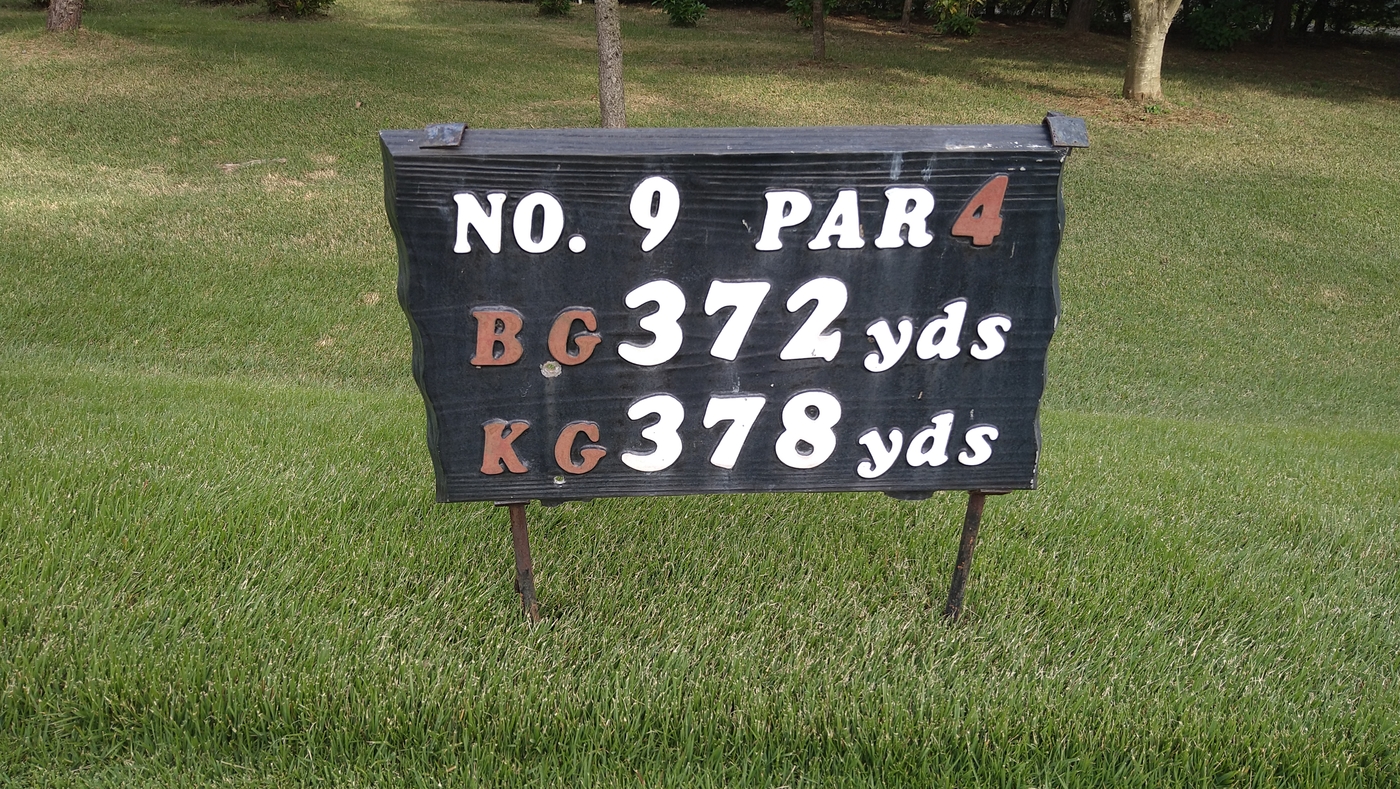 NO. 9 PAR 4
BG 372 yds
KG 378 yds